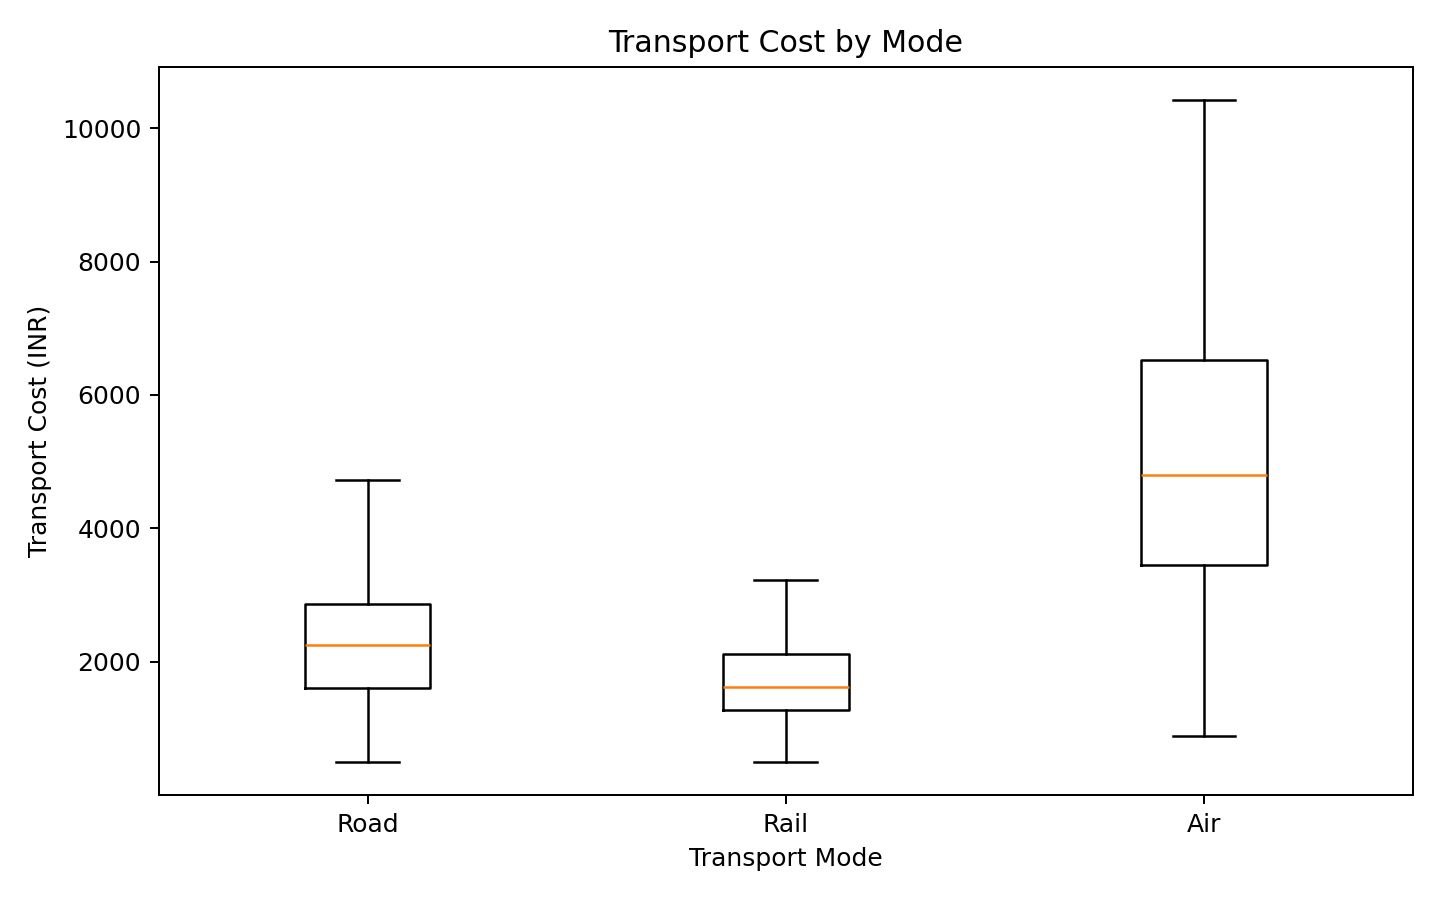 Transport Cost by Mode
Transport Cost (INR)
10000
8000
6000
4000
2000
Road Rail Air
Transport Mode